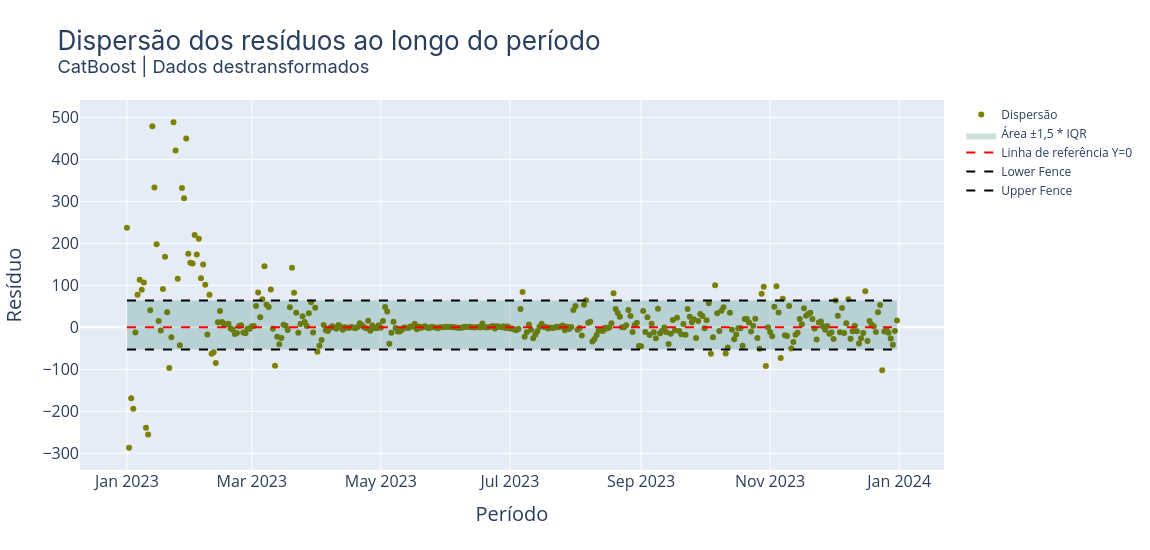 Dispersão dos resíduos ao longo do período
CatBoost | Dados destransformados
500
400
300
200
100
0
−100
−200
−300
Resíduo
Jan 2023
Mar 2023
May 2023
Jul 2023
Sep 2023
Nov 2023
Jan 2024
Período
Dispersão
Área ±1,5 * IQR
Linha de referência Y=0
Lower Fence
Upper Fence